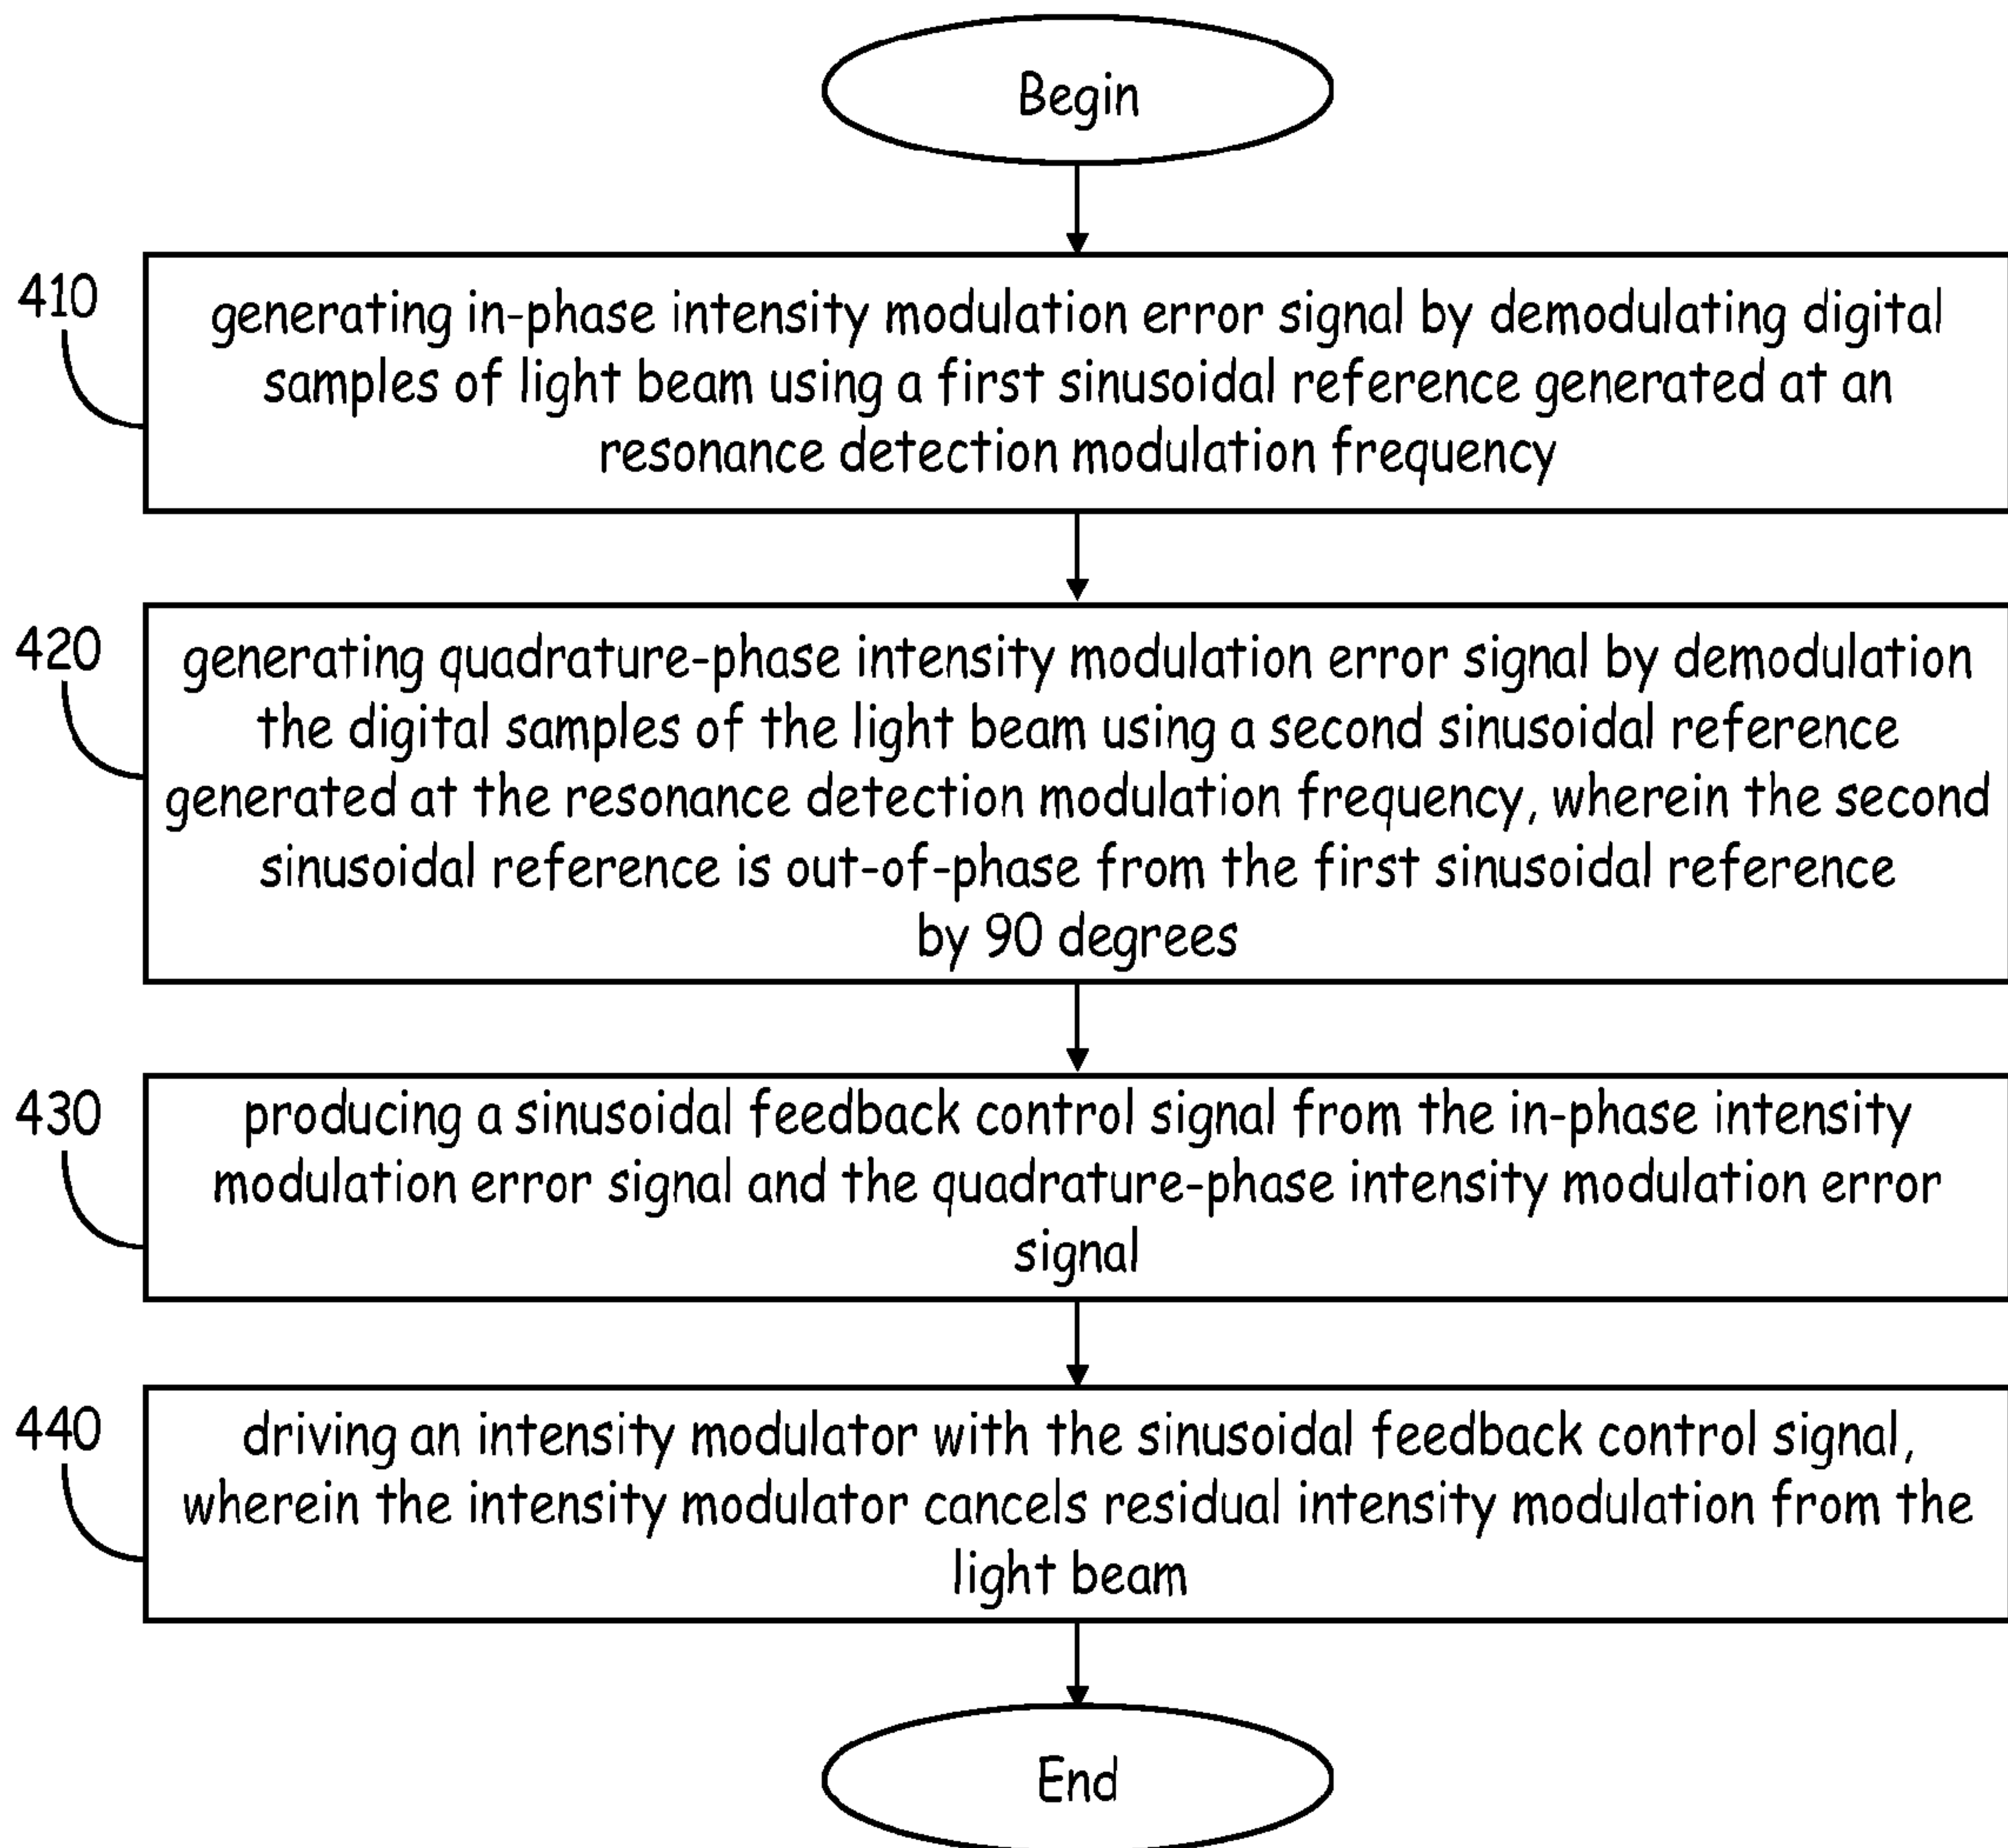 Begin
410
generating in-phase intensity modulation error signal by demodulating digital
samples of light beam using a first sinusoidal reference generated at an
resonance detection modulation frequency
420
generating quadrature-phase intensity modulation error signal by demodulation
the digital samples of the light beam using a second sinusoidal reference
generated at the resonance detection modulation frequency, wherein the second
sinusoidal reference is out-of-phase from the first sinusoidal reference
by 90 degrees
430
producing a sinusoidal feedback control signal from the in-phase intensity
modulation error signal and the quadrature-phase intensity modulation error
signal
440
driving an intensity modulator with the sinusoidal feedback control signal,
wherein the intensity modulator cancels residual intensity modulation from the
light beam
End